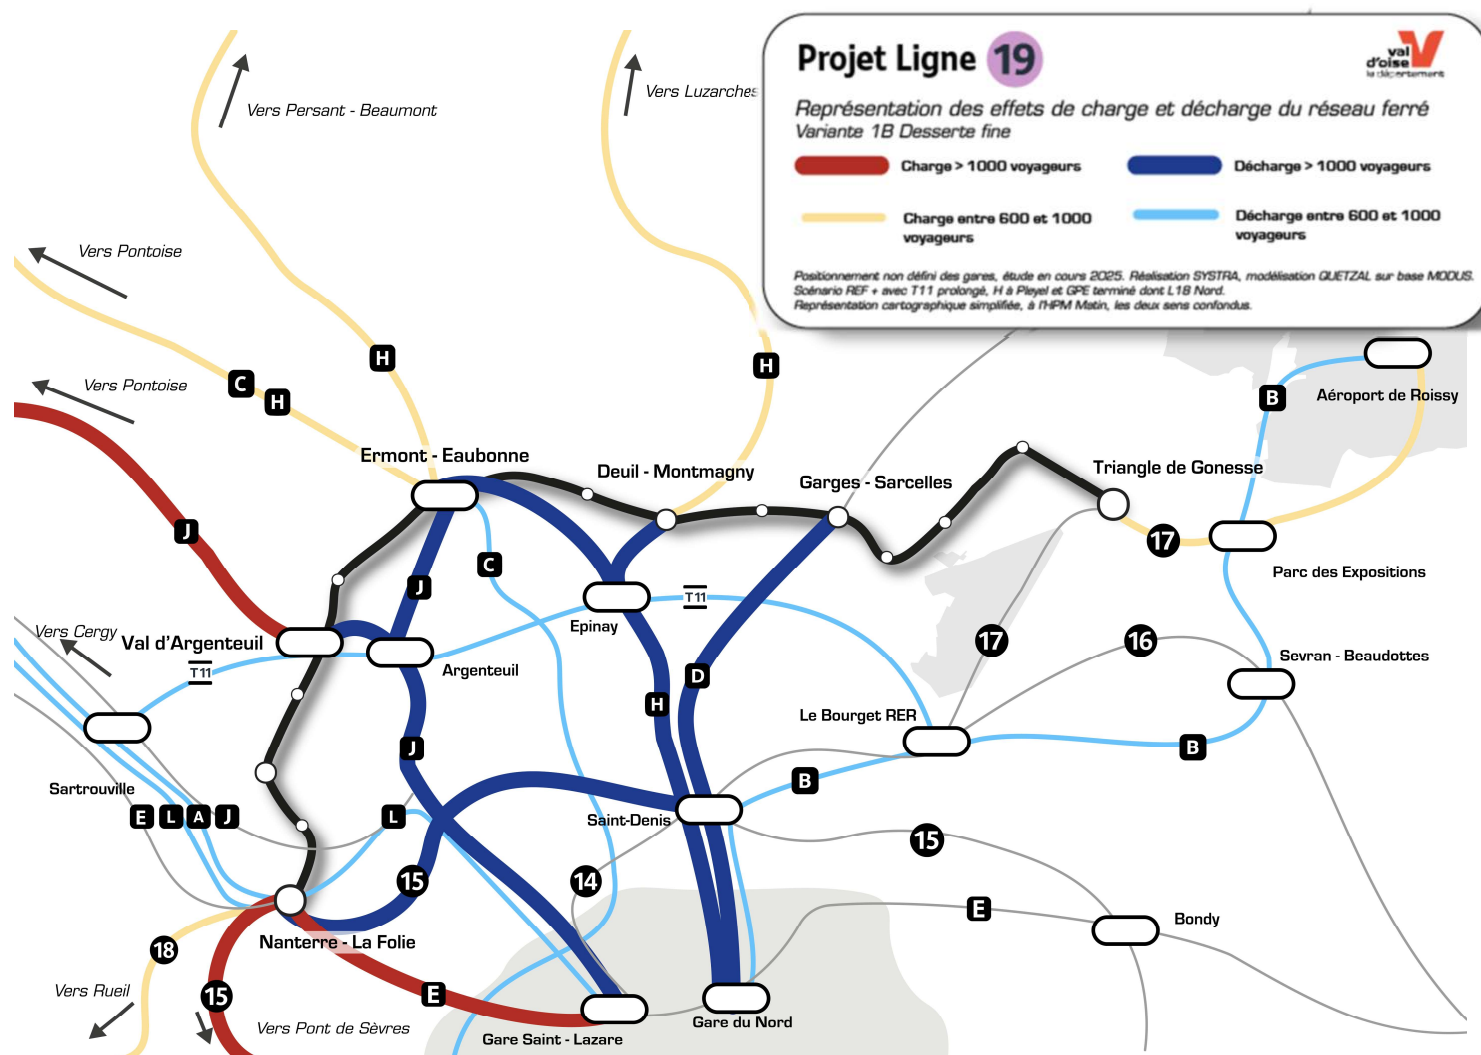 Projet Ligne 19
val
d'oise
le département
Représentation des effets de charge et décharge du réseau ferré
Variante 1B Desserte fine
Charge > 1000 voyageurs
Décharge > 1000 voyageurs
Charge entre 600 et 1000
voyageurs
Décharge entre 600 et 1000
voyageurs
Positionnement non défini des gares, étude en cours 2025. Réalisation SYSTRA, modélisation QUETZAL sur base MODUS.
Scénario REF + avec T11 prolongé, H à Pleyel et GPE terminé dont L18 Nord.
Représentation cartographique simplifiée, à l'HPM Matin, les deux sens confondus.
Vers Persant - Beaumont
Vers Luzarches
Vers Pontoise
H
H
C
H
Vers Pontoise
B
Aéroport de Roissy
Ermont - Eaubonne
Deuil - Montmagny
Garges - Sarcelles
Triangle de Gonesse
J
17
C
J
Parc des Expositions
T11
Epinay
Vers Cergy
Val d'Argenteuil
17
16
T11
Argenteuil
D
Sevran - Beaudottes
H
Le Bourget RER
J
B
Sartrouville
B
E L A J
L
Saint-Denis
15
15
14
E
Bondy
Nanterre - La Folie
18
Vers Rueil
15
E
Vers Pont de Sèvres
Gare du Nord
Gare Saint - Lazare